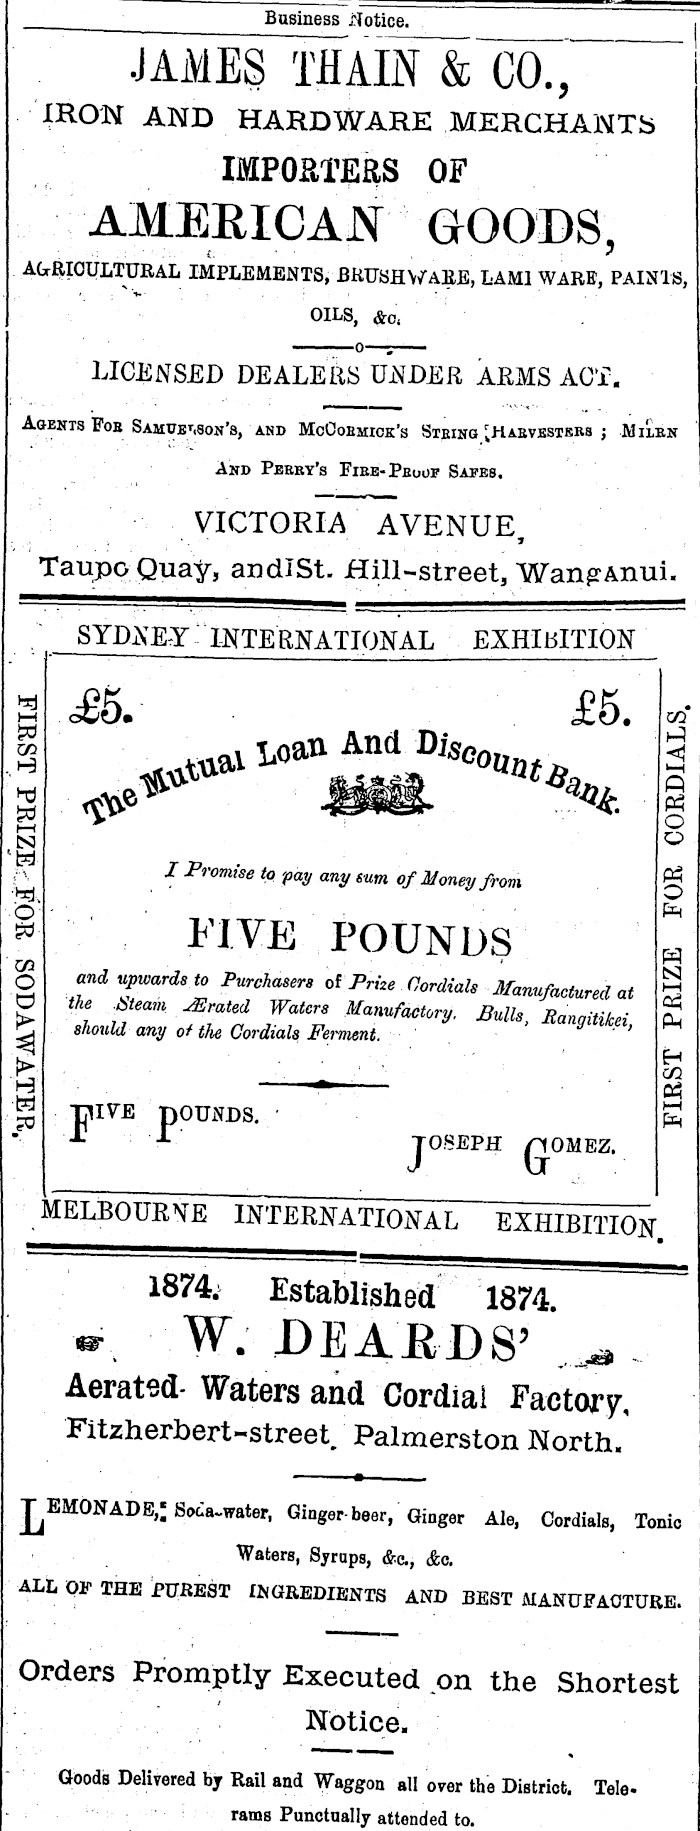 Business Notice.
JAMES THAIN & CO.,
IRON AND HARDWARE MERCHANTS
IMPORTERS OF
AMERICAN GOODS,
AGRICULTURAL IMPLEMENTS, BRUSHWARE, LAMP WARE, PAINTS,
OILS, &c.
LICENSED DEALERS UNDER ARMS ACT.
AGENTS FOR SAMUELSON'S, AND MCCORMICK'S STRING HARVESTERS ; MILRN
AND PERRY'S FIRE-PROOF SAFES.
VICTORIA AVENUE,
Taupo Quay, and St. Hill-street, Wanganui.
SYDNEY INTERNATIONAL EXHIBITION
FIRST PRIZE FOR SODAWATER.
£5. £5.
The Mutual Loan And Discount Bank.
I Promise to pay any sum of Money from
FIVE POUNDS
and upwards to Purchasers of Prize Cordials Manufactured at
the Steam Ærated Waters Manufactory. Bulls, Rangitikei,
should any of the Cordials Ferment.
FIVE POUNDS.
JOSEPH GOMEZ.
FIRST PRIZE FOR CORDIALS.
MELBOURNE INTERNATIONAL EXHIBITION.
1874. Established 1874.
W. DEARDS'
Aerated Waters and Cordial Factory,
Fitzherbert-street, Palmerston North.
LEMONADE, Soda-water, Ginger-beer, Ginger Ale, Cordials, Tonic
Waters, Syrups, &c., &c.
ALL OF THE PUREST INGREDIENTS AND BEST MANUFACTURE.
Orders Promptly Executed on the Shortest
Notice.
Goods Delivered by Rail and Waggon all over the District. Tele-
rams Punctually attended to.